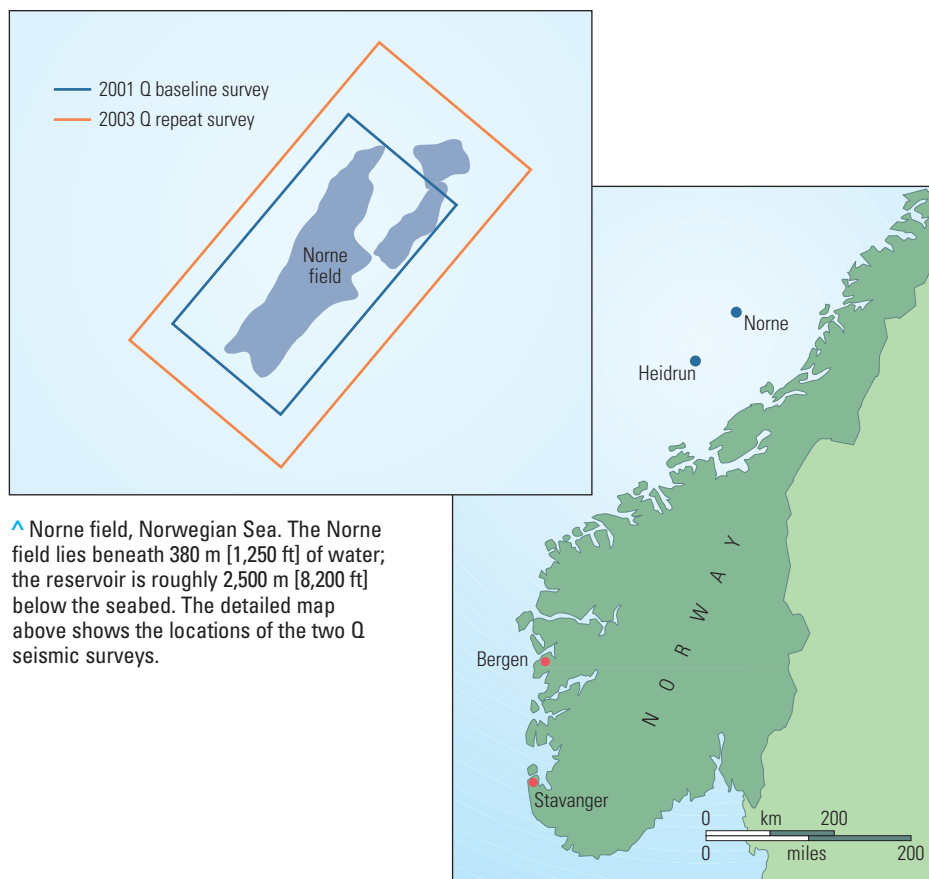 2001 Q baseline survey
2003 Q repeat survey
Norne
field
Norne
Heidrun
^ Norne field, Norwegian Sea. The Norne
field lies beneath 380 m [1,250 ft] of water;
the reservoir is roughly 2,500 m [8,200 ft]
below the seabed. The detailed map
above shows the locations of the two Q
seismic surveys.
NORWAY
Bergen
Stavanger
0 km 200
0 miles 200